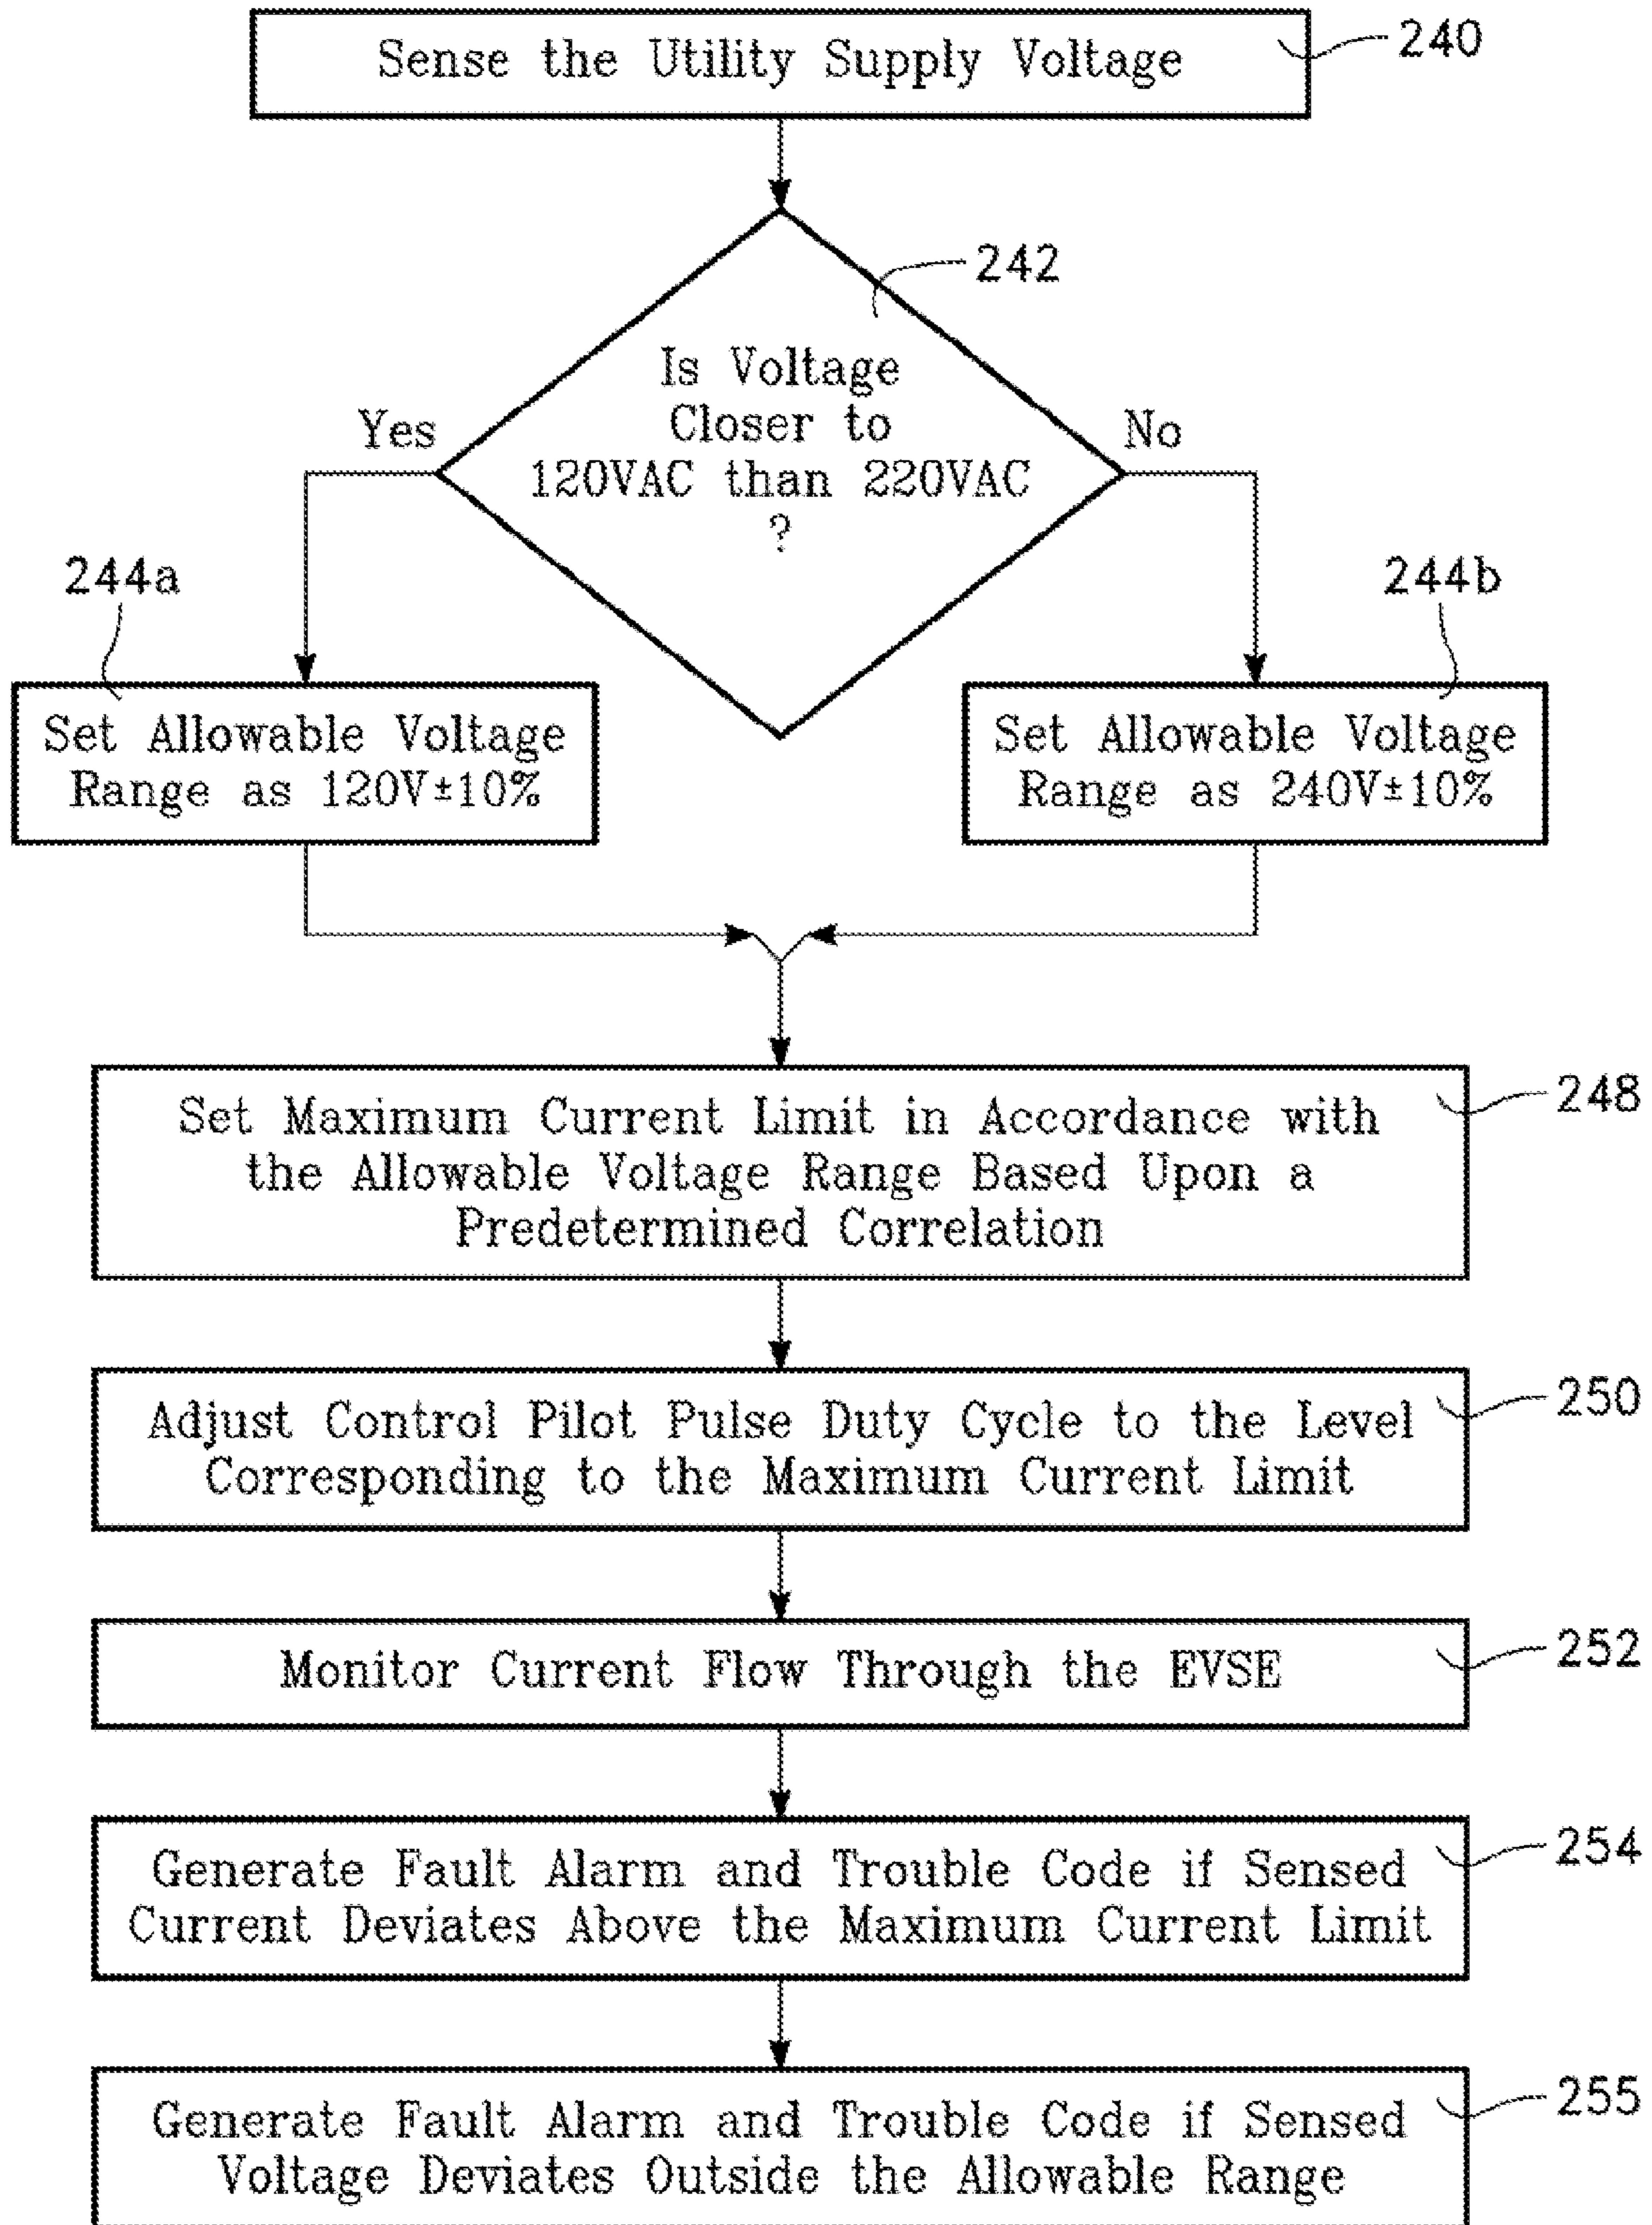 Sense the Utility Supply Voltage
240
242
Is Voltage
Closer to
120VAC than 220VAC
?
Yes
No
244a
244b
Set Allowable Voltage
Range as 120V±10%
Set Allowable Voltage
Range as 240V±10%
248
Set Maximum Current Limit in Accordance with
the Allowable Voltage Range Based Upon a
Predetermined Correlation
250
Adjust Control Pilot Pulse Duty Cycle to the Level
Corresponding to the Maximum Current Limit
252
Monitor Current Flow Through the EVSE
254
Generate Fault Alarm and Trouble Code if Sensed
Current Deviates Above the Maximum Current Limit
255
Generate Fault Alarm and Trouble Code if Sensed
Voltage Deviates Outside the Allowable Range